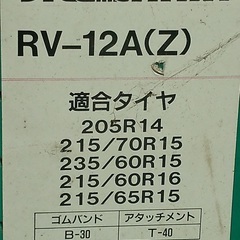 RV-12A(Z)
適合タイヤ
205R14
215/70R15
235/60R15
215/60R16
215/65R15
ゴムバンド アタッチメント
B-30 T-40